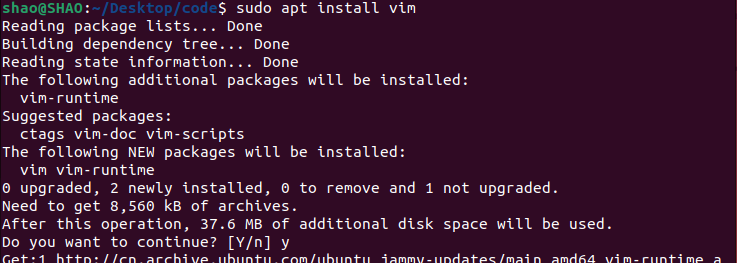 shao@SHAO:~/Desktop/code$ sudo apt install vim
Reading package lists... Done
Building dependency tree... Done
Reading state information... Done
The following additional packages will be installed:
  vim-runtime
Suggested packages:
  ctags vim-doc vim-scripts
The following NEW packages will be installed:
  vim vim-runtime
0 upgraded, 2 newly installed, 0 to remove and 1 not upgraded.
Need to get 8,560 kB of archives.
After this operation, 37.6 MB of additional disk space will be used.
Do you want to continue? [Y/n] y
Get:1 http://cn.archive.ubuntu.com/ubuntu jammy-updates/main amd64 vim-runtime a